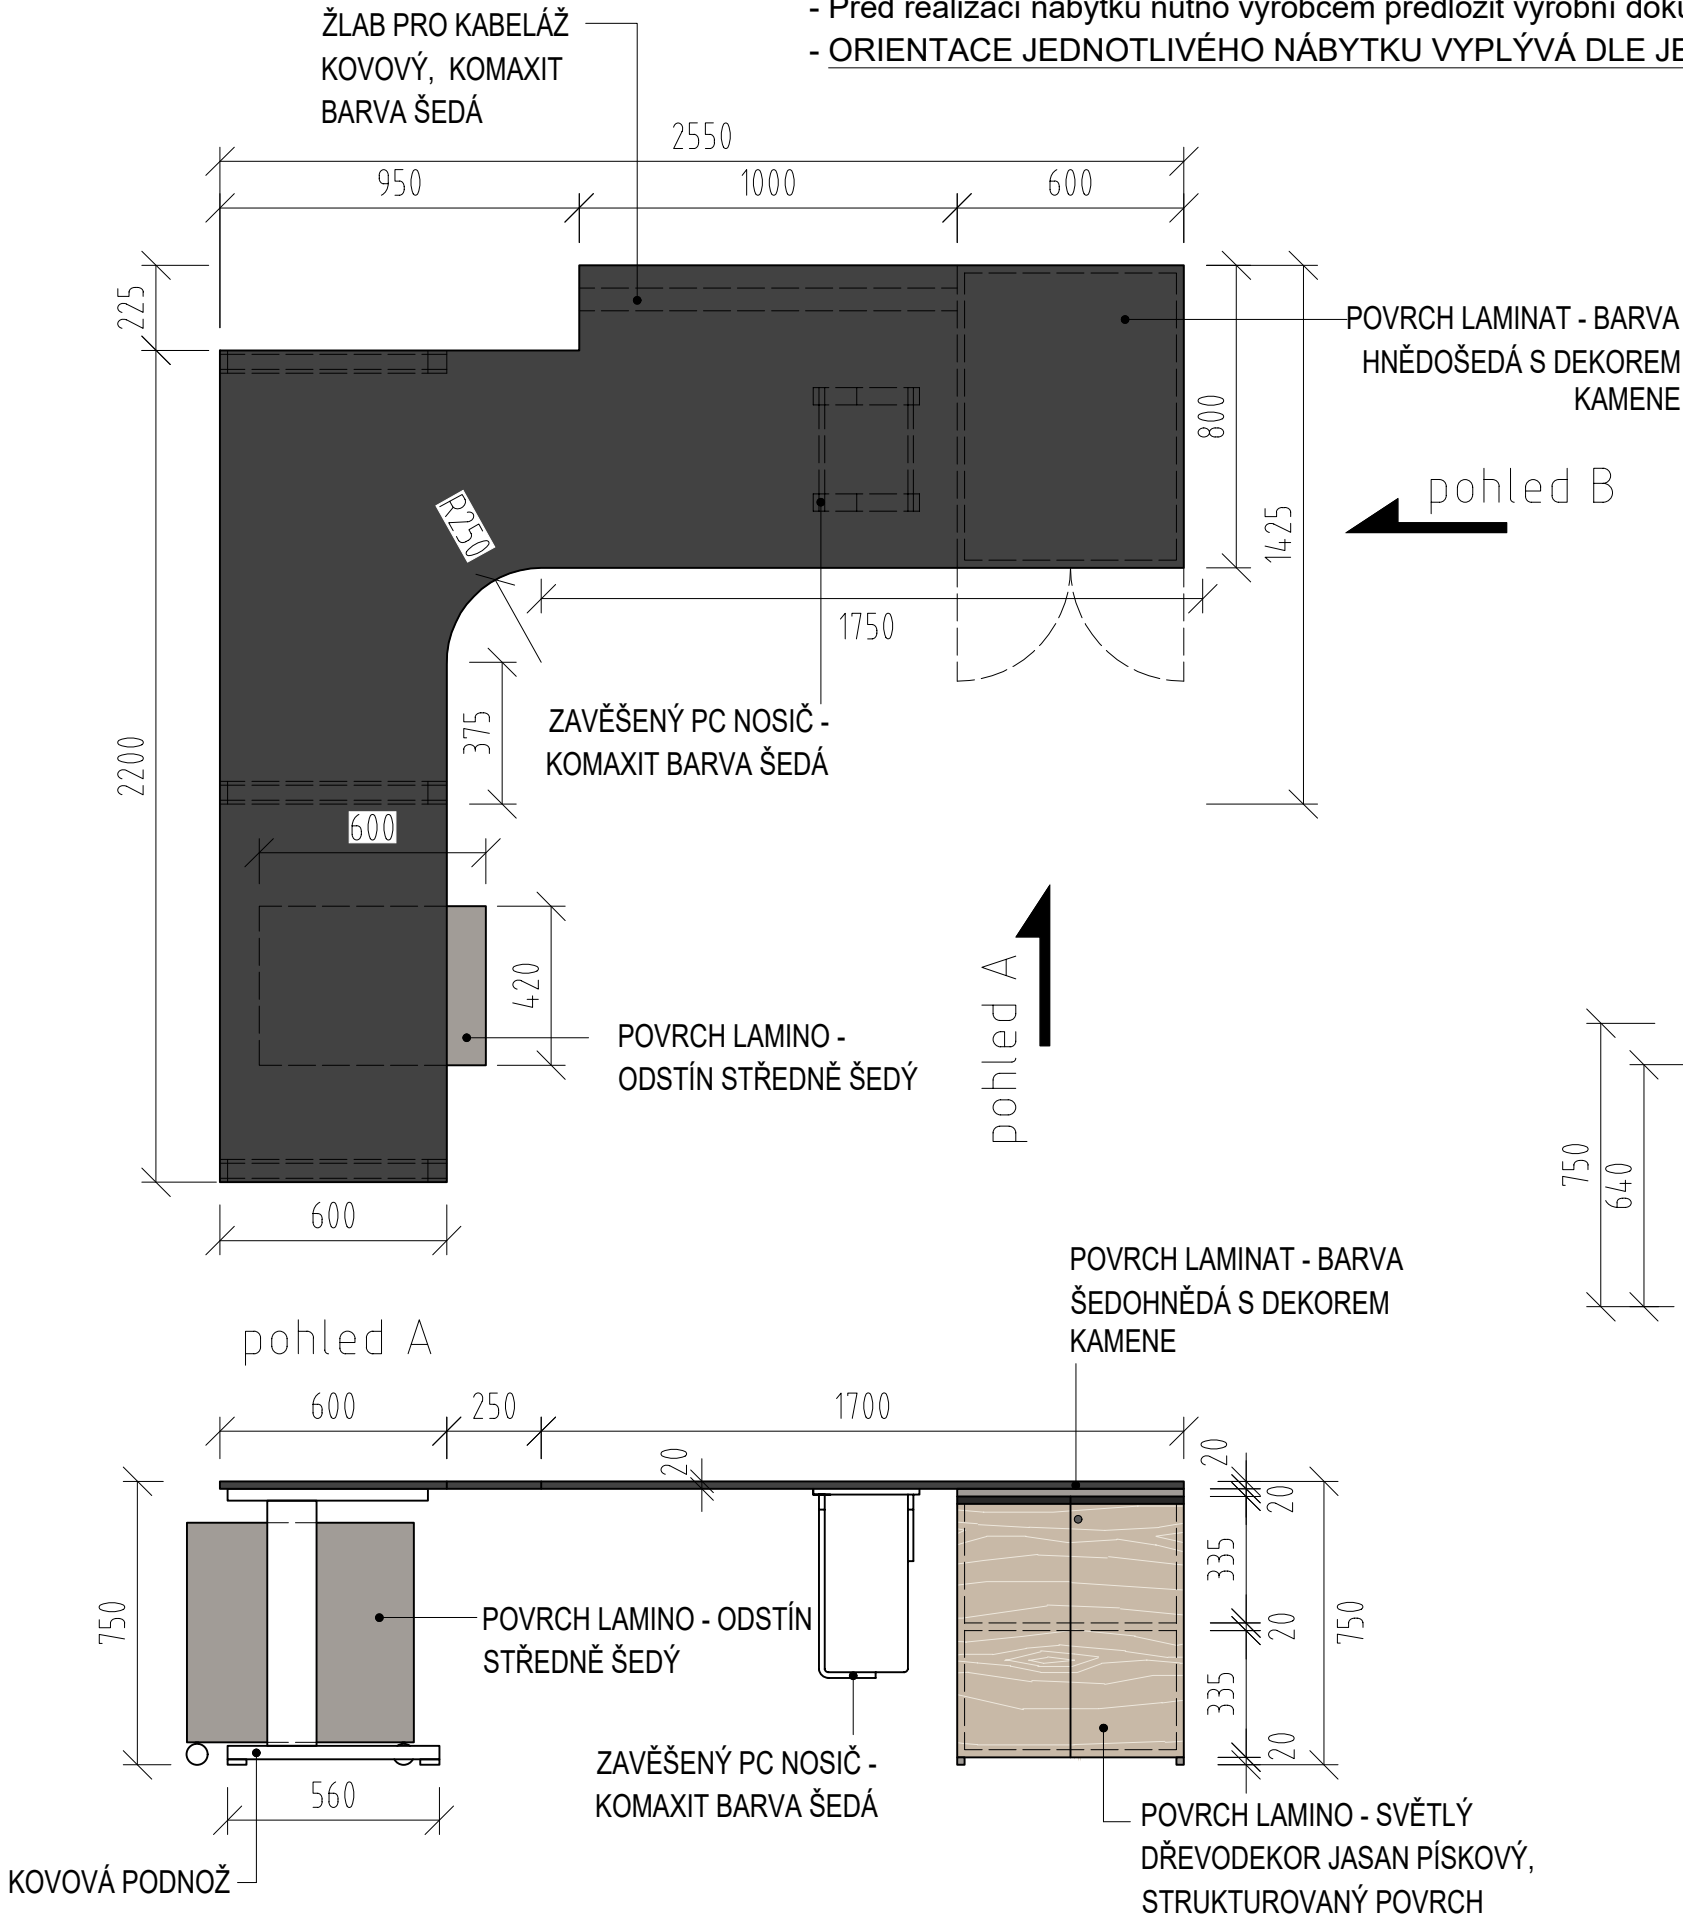 - Před realizací nábytku nutno výrobcem předložit výrobní
- ORIENTACE JEDNOTLIVÉHO NÁBYTKU VYPLÝVÁ DLE
ŽLAB PRO KABELÁŽ
KOVOVÝ, KOMAXIT
BARVA ŠEDÁ
2550
950
1000
600
225
POVRCH LAMINAT - BARVA
HNĚDOŠEDÁ S DEKOREM
KAMENE
800
pohled B
R250
1425
1750
ZAVĚŠENÝ PC NOSIČ -
KOMAXIT BARVA ŠEDÁ
375
2200
600
420
POVRCH LAMINO -
ODSTÍN STŘEDNĚ ŠEDÝ
pohled A
750
640
600
POVRCH LAMINAT - BARVA
ŠEDOHNĚDÁ S DEKOREM
KAMENE
pohled A
600
250
1700
20
20
20
335
20
335
20
750
750
POVRCH LAMINO - ODSTÍN
STŘEDNĚ ŠEDÝ
ZAVĚŠENÝ PC NOSIČ -
KOMAXIT BARVA ŠEDÁ
560
KOVOVÁ PODNOŽ
POVRCH LAMINO - SVĚTLÝ
DŘEVODEKOR JASAN PÍSKOVÝ,
STRUKTUROVANÝ POVRCH